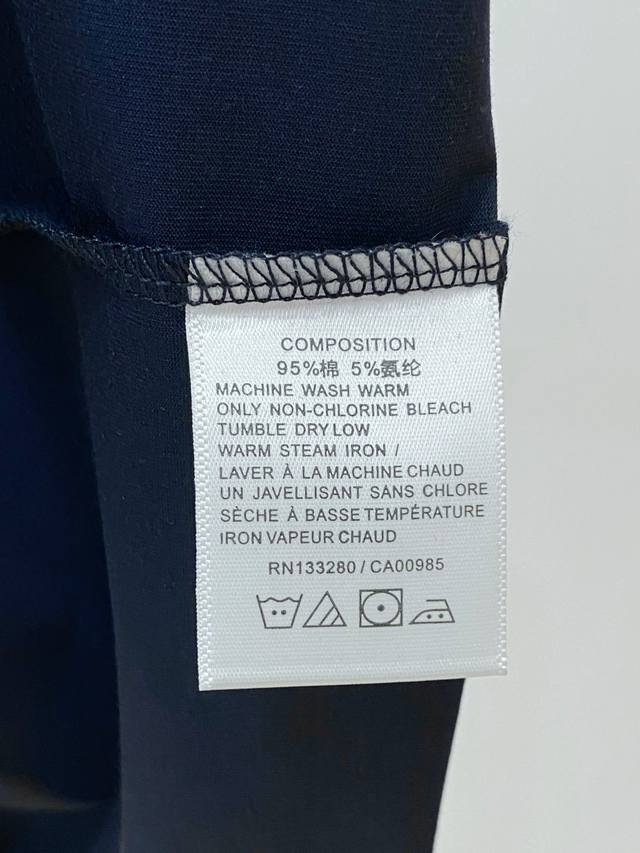 COMPOSITION
95%棉 5%氨纶
MACHINE WASH WARM
ONLY NON-CHLORINE BLEACH
TUMBLE DRY LOW
WARM STEAM IRON /
LAVER À LA MACHINE CHAUD
UN JAVELLISANT SANS CHLORE
SÈCHE À BASSE TEMPÉRATURE
IRON VAPEUR CHAUD
RN133280 / CA00985